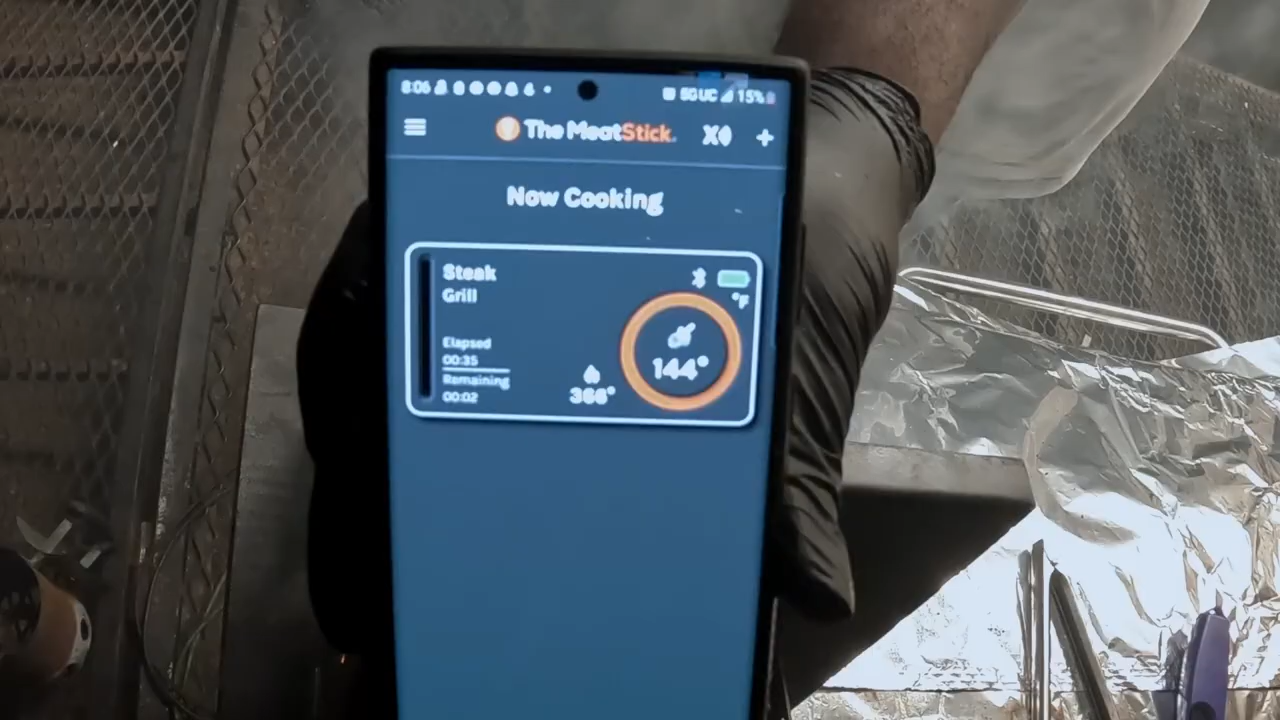 8:06 5G UC 15%
The MeatStick
Now Cooking
Steak
Grill
°F
Elapsed
00:35
Remaining
00:02
144°
366°